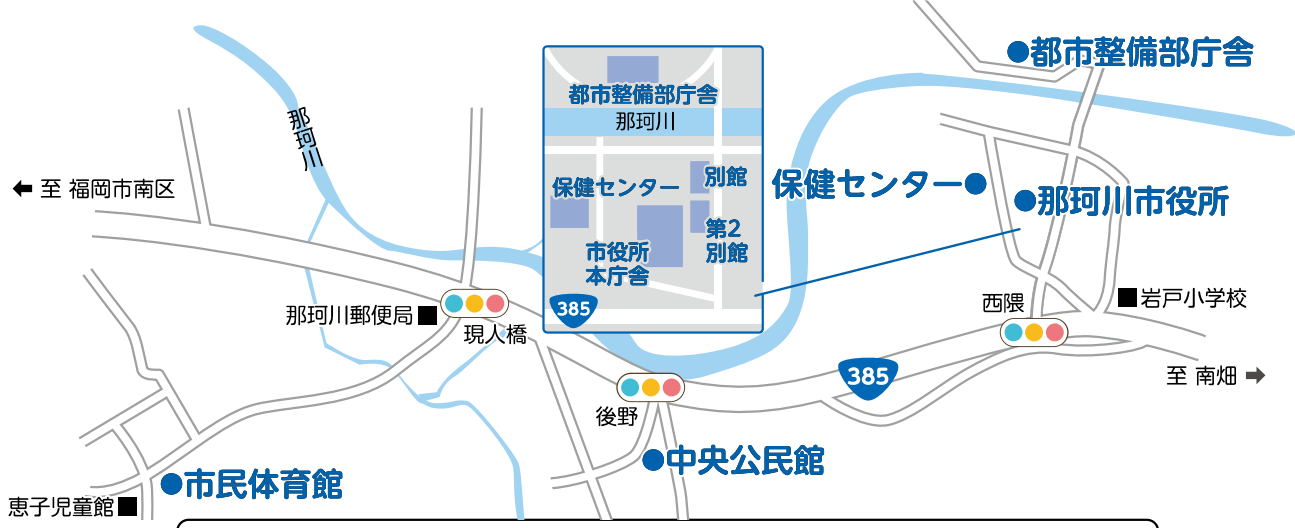 都市整備部庁舎
都市整備部庁舎
那珂川
那珂川
← 至 福岡市南区
保健センター
別館
保健センター
那珂川市役所
第2
別館
市役所
本庁舎
385
那珂川郵便局
現人橋
西隈
岩戸小学校
385
至 南畑 →
後野
中央公民館
市民体育館
恵子児童館